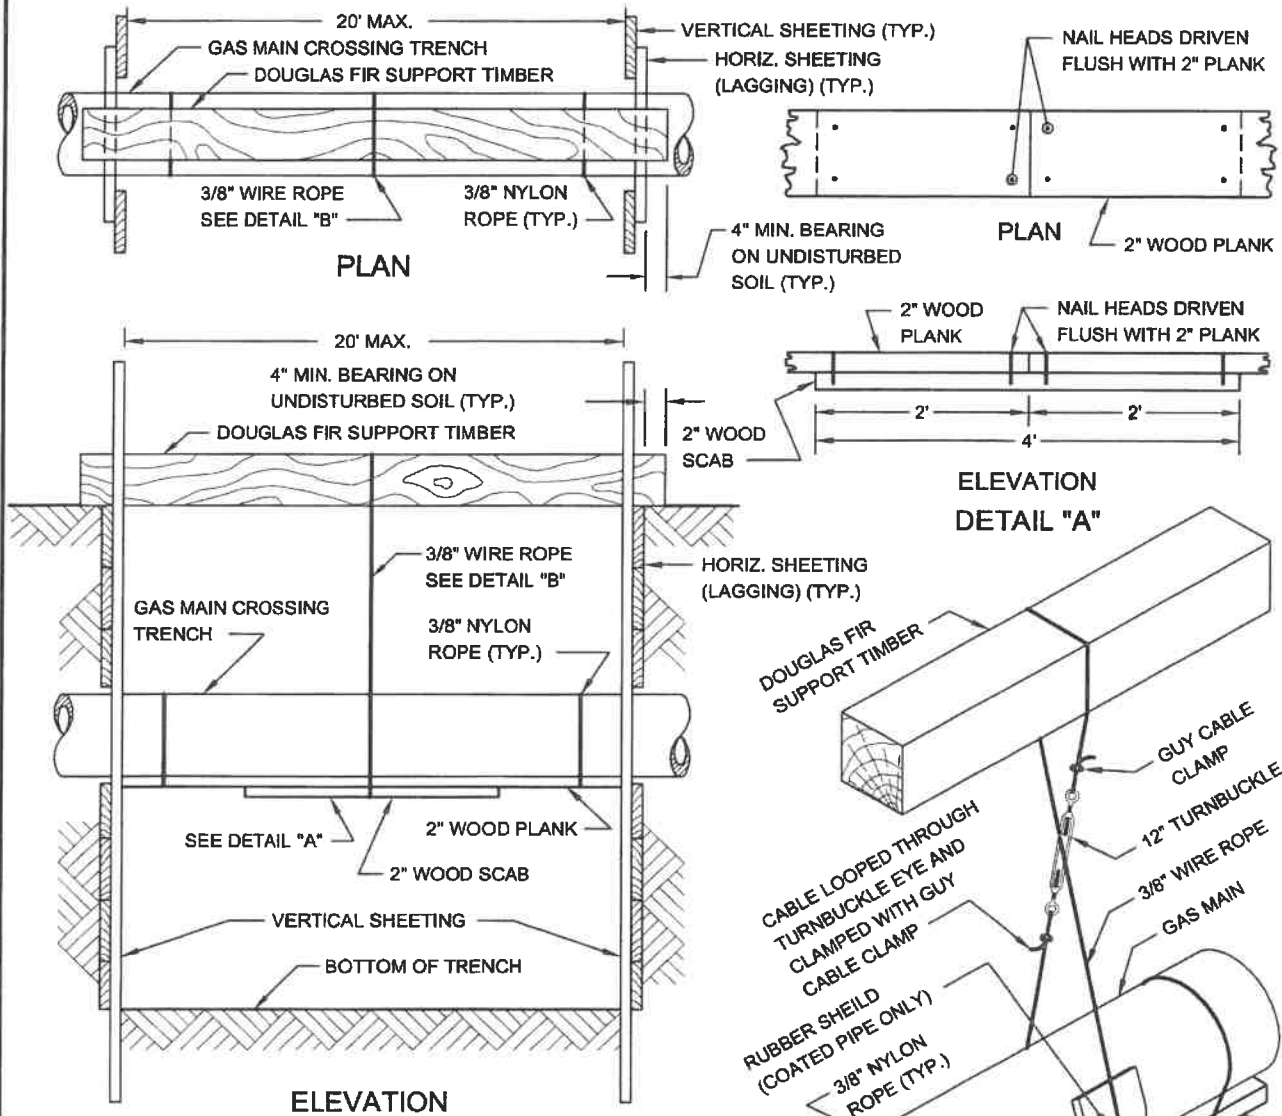 20' MAX.
GAS MAIN CROSSING TRENCH
DOUGLAS FIR SUPPORT TIMBER
VERTICAL SHEETING (TYP.)
HORIZ. SHEETING
(LAGGING) (TYP.)
3/8" WIRE ROPE
SEE DETAIL "B"
3/8" NYLON
ROPE (TYP.)
4" MIN. BEARING
ON UNDISTURBED
SOIL (TYP.)
PLAN
NAIL HEADS DRIVEN
FLUSH WITH 2" PLANK
PLAN
2" WOOD PLANK
2" WOOD
PLANK
NAIL HEADS DRIVEN
FLUSH WITH 2" PLANK
2'
2'
4'
2" WOOD
SCAB
ELEVATION
DETAIL "A"
20' MAX.
4" MIN. BEARING ON
UNDISTURBED SOIL (TYP.)
DOUGLAS FIR SUPPORT TIMBER
3/8" WIRE ROPE
SEE DETAIL "B"
HORIZ. SHEETING
(LAGGING) (TYP.)
GAS MAIN CROSSING
TRENCH
3/8" NYLON
ROPE (TYP.)
SEE DETAIL "A"
2" WOOD PLANK
2" WOOD SCAB
VERTICAL SHEETING
BOTTOM OF TRENCH
ELEVATION
DOUGLAS FIR
SUPPORT TIMBER
GUY CABLE
CLAMP
12" TURNBUCKLE
3/8" WIRE ROPE
GAS MAIN
CABLE LOOPED THROUGH
TURNBUCKLE EYE AND
CLAMPED WITH GUY
CABLE CLAMP
RUBBER SHEILD
(COATED PIPE ONLY)
3/8" NYLON
ROPE (TYP.)